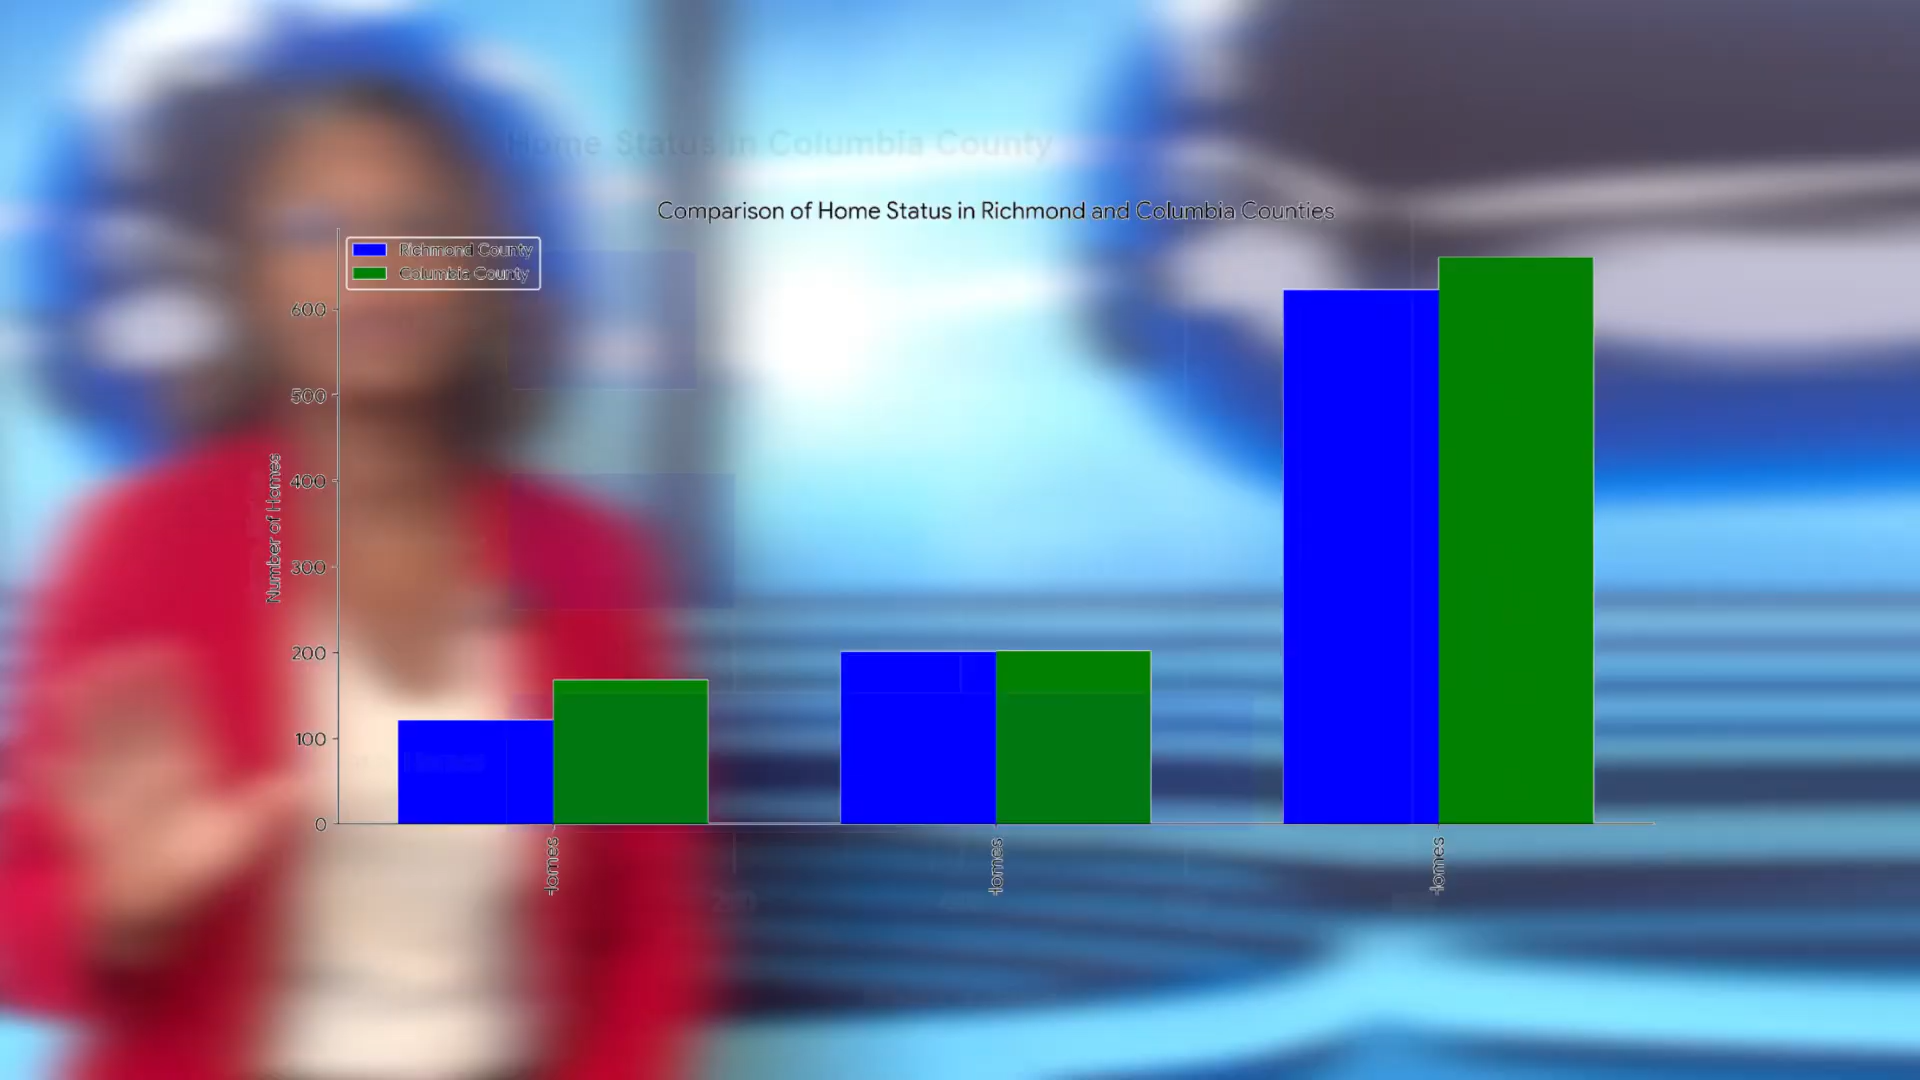 Home Status in Columbia County
Comparison of Home Status in Richmond and Columbia Counties
Richmond County
Columbia County
600
500
400
300
200
100
0
Number of Homes
Homes
Homes
Homes